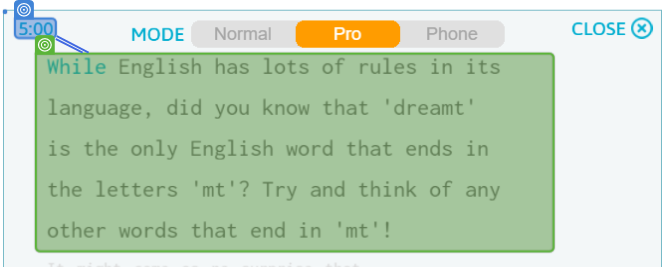 5:00
MODE Normal Pro Phone CLOSE
While English has lots of rules in its
language, did you know that 'dreamt'
is the only English word that ends in
the letters 'mt'? Try and think of any
other words that end in 'mt'!